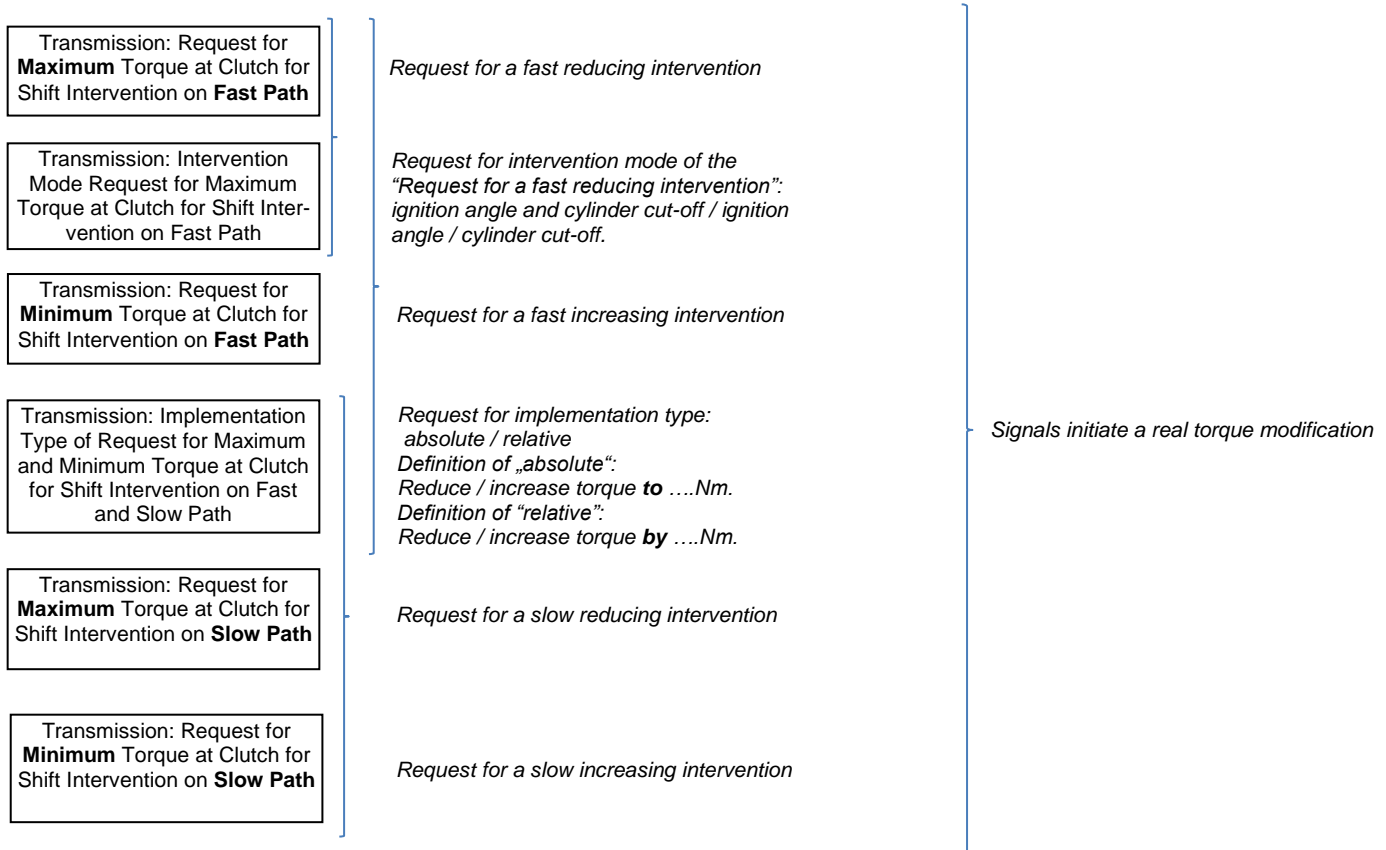 Transmission: Request for
Maximum Torque at Clutch for
Shift Intervention on Fast Path
Request for a fast reducing intervention
Transmission: Intervention
Mode Request for Maximum
Torque at Clutch for Shift Inter-
vention on Fast Path
Request for intervention mode of the
“Request for a fast reducing intervention”:
ignition angle and cylinder cut-off / ignition
angle / cylinder cut-off.
Transmission: Request for
Minimum Torque at Clutch for
Shift Intervention on Fast Path
Request for a fast increasing intervention
Transmission: Implementation
Type of Request for Maximum
and Minimum Torque at Clutch
for Shift Intervention on Fast
and Slow Path
Request for implementation type:
absolute / relative
Definition of „absolute“:
Reduce / increase torque to ….Nm.
Definition of “relative”:
Reduce / increase torque by ….Nm.
Signals initiate a real torque modification
Transmission: Request for
Maximum Torque at Clutch for
Shift Intervention on Slow Path
Request for a slow reducing intervention
Transmission: Request for
Minimum Torque at Clutch for
Shift Intervention on Slow Path
Request for a slow increasing intervention